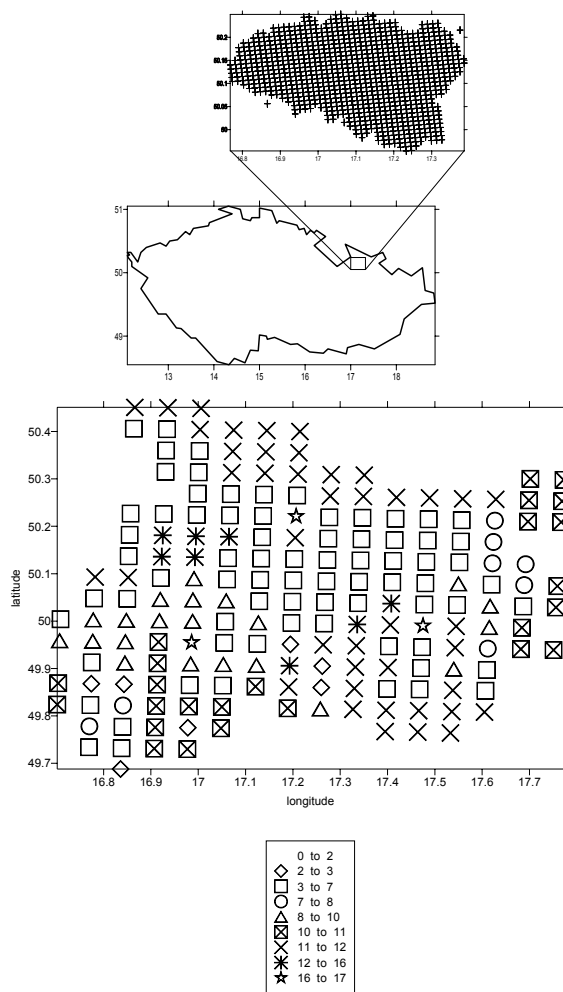 50.2
50.15
50.1
50.05
50
16.8 16.9 17 17.1 17.2 17.3
51
50
49
13 14 15 16 17 18
50.4
50.3
50.2
50.1
50.0
49.9
49.8
49.7
latitude
16.8 16.9 17 17.1 17.2 17.3 17.4 17.5 17.6 17.7
longitude
0 to 2
2 to 3
3 to 7
7 to 8
8 to 10
10 to 11
11 to 12
12 to 16
16 to 17